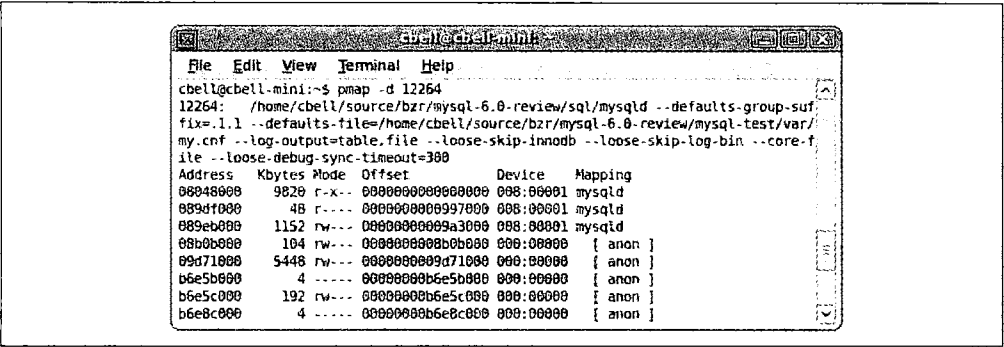 cbell@cbell-mini: ~
File Edit View Terminal Help
cbell@cbell-mini:~$ pmap -d 12264
12264: /home/cbell/source/bzr/mysql-6.0-review/sql/mysqld --defaults-group-suf
fix=.1.1 --defaults-file=/home/cbell/source/bzr/mysql-6.0-review/mysql-test/var/
my.cnf --log-output=table,file --loose-skip-innodb --loose-skip-log-bin --core-f
ile --loose-debug-sync-timeout=300
Address Kbytes Mode Offset Device Mapping
08048000 9820 r-x-- 0000000000000000 008:00001 mysqld
089df000 48 r---- 0000000000997000 008:00001 mysqld
089eb000 1152 rw--- 00000000009a3000 008:00001 mysqld
08b0b000 104 rw--- 0000000008b0b000 000:00000 [ anon ]
09d71000 5448 rw--- 0000000009d71000 000:00000 [ anon ]
b6e5b000 4 ----- 00000000b6e5b000 000:00000 [ anon ]
b6e5c000 192 rw--- 00000000b6e5c000 000:00000 [ anon ]
b6e8c000 4 ----- 00000000b6e8c000 000:00000 [ anon ]